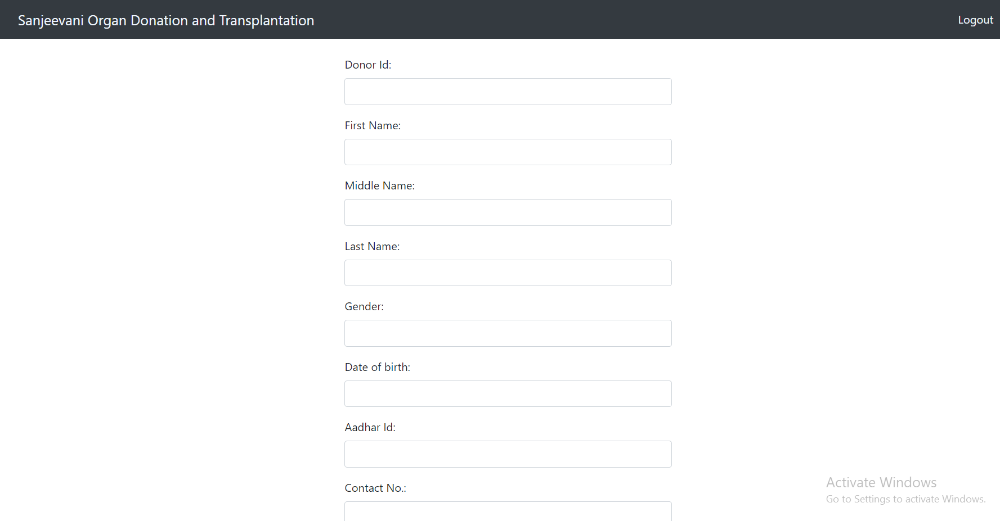 Sanjeevani Organ Donation and Transplantation
Logout
Donor Id:
First Name:
Middle Name:
Last Name:
Gender:
Date of birth:
Aadhar Id:
Contact No.:
Activate Windows
Go to Settings to activate Windows.